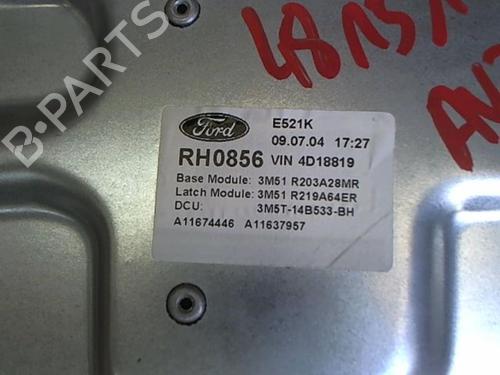 Ford
E521K
09.07.04 17:27
RH0856 VIN 4D18819
Base Module: 3M51 R203A28MR
Latch Module: 3M51 R219A64ER
DCU: 3M5T-14B533-BH
A11674446 A11637957
B-PARTS